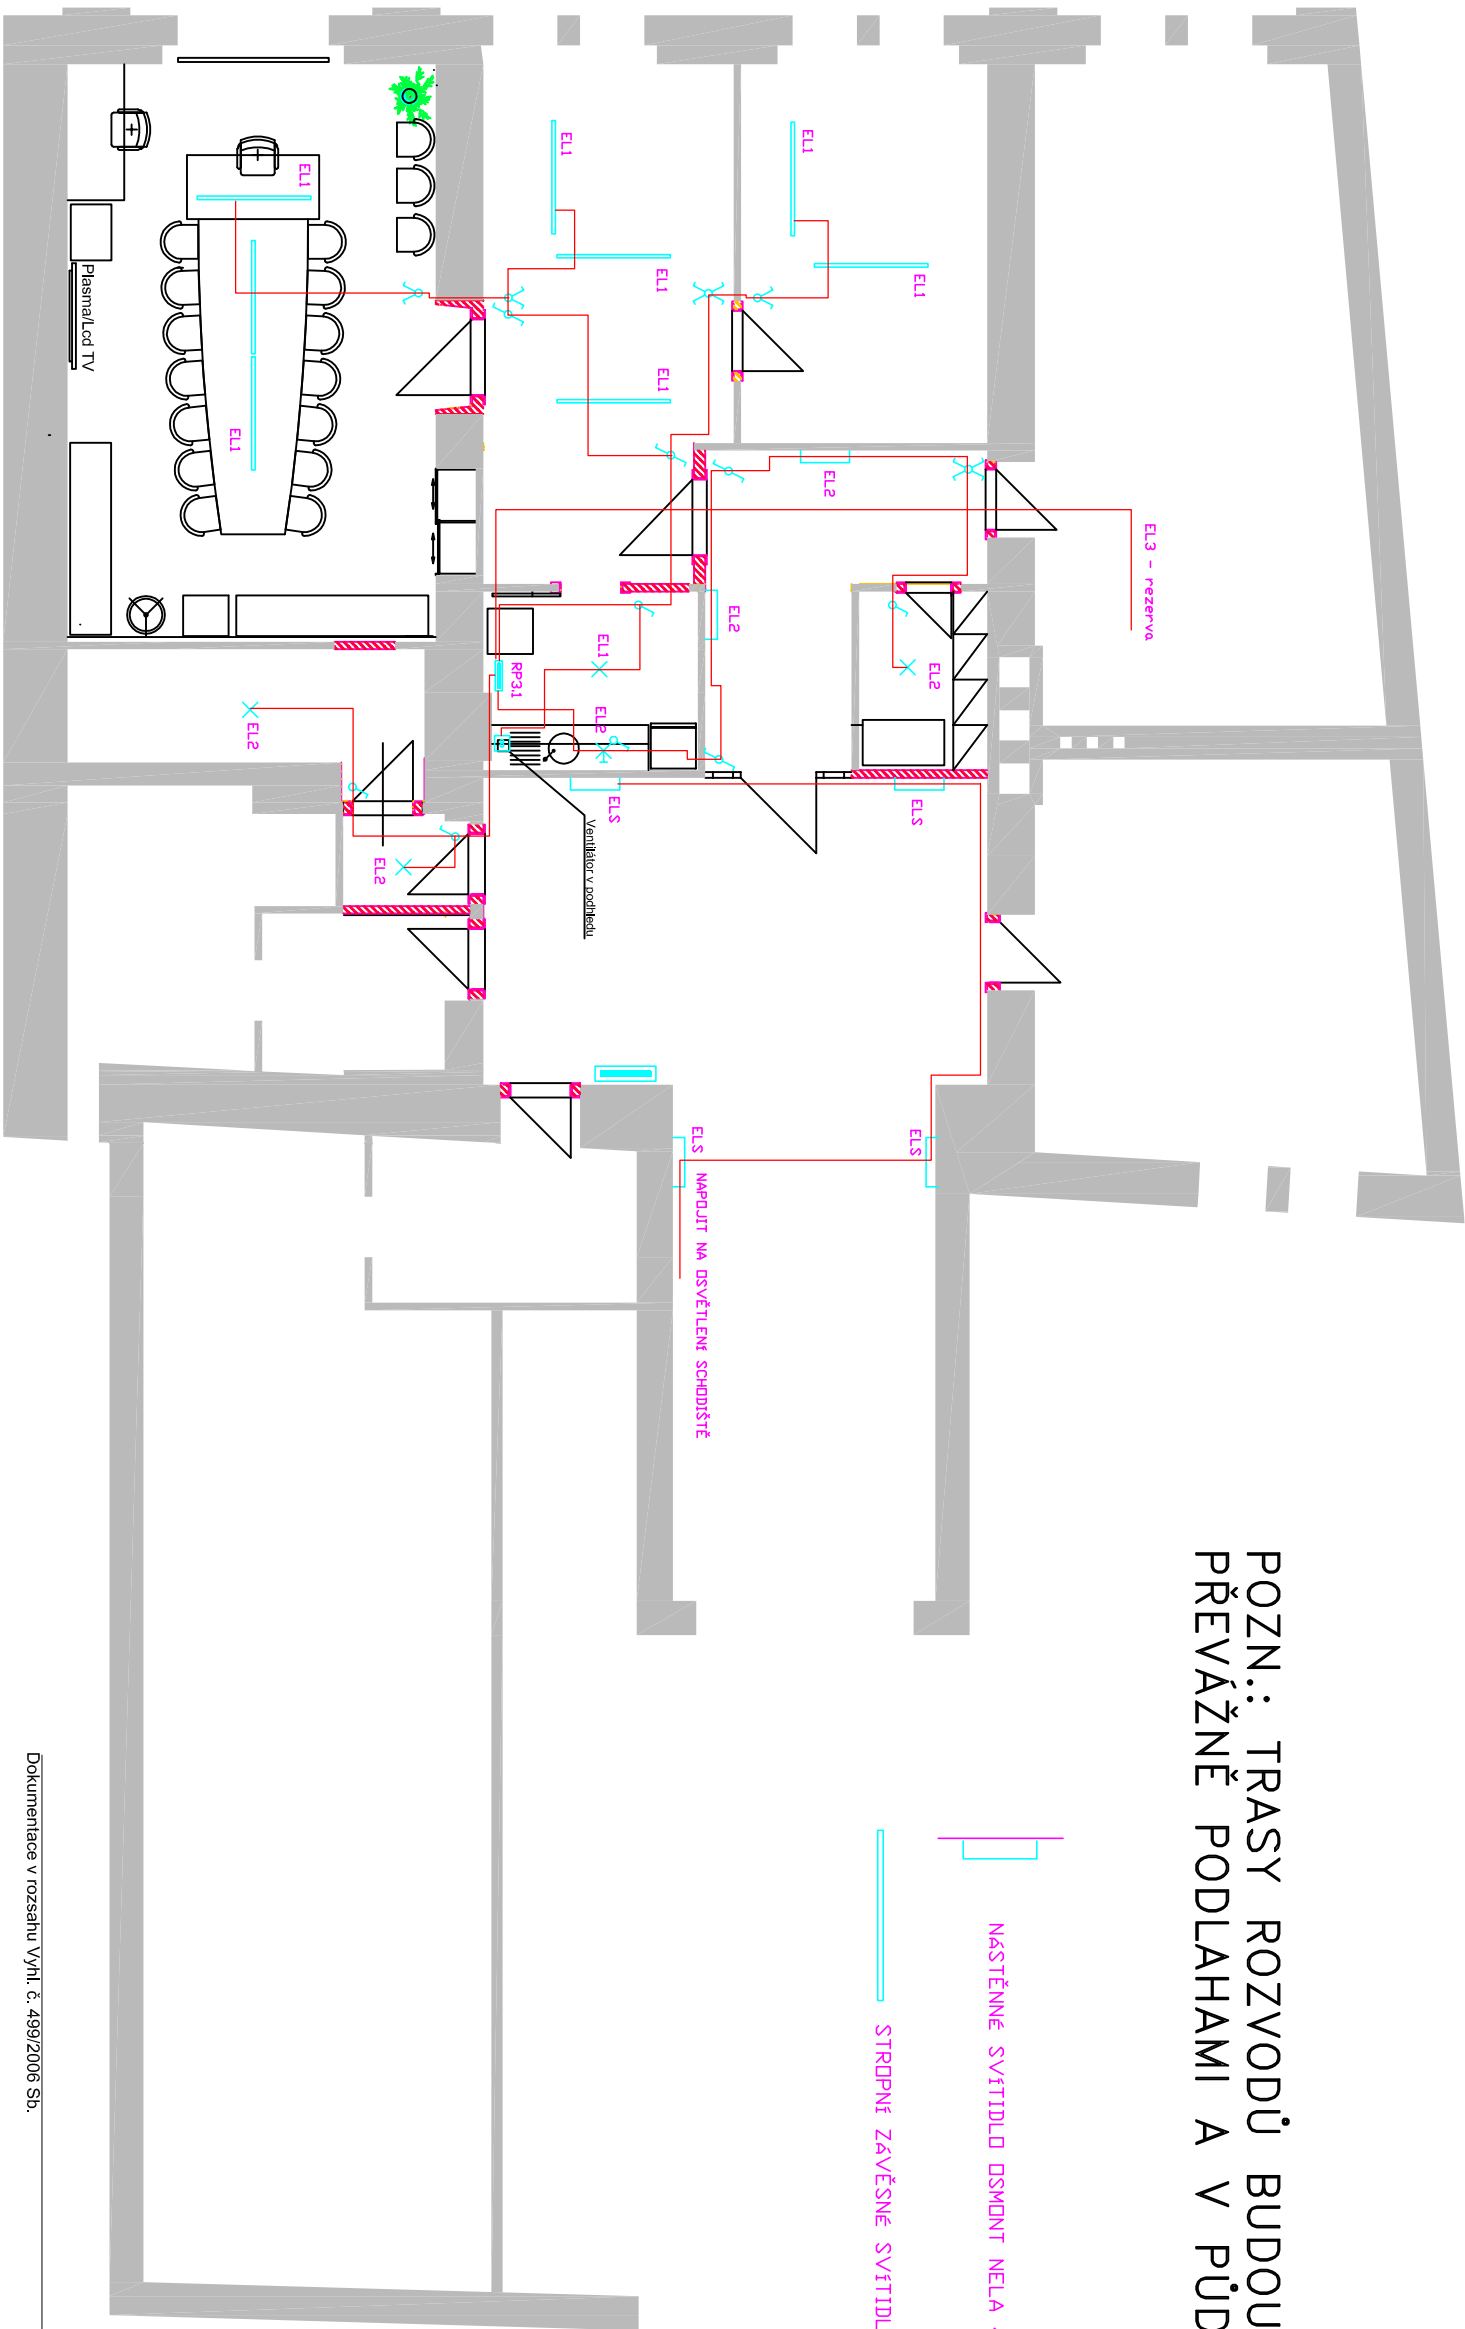 POZN.: TRASY ROZVODŮ BUDOU
PŘEVÁŽNĚ PODLAHAMI A V PŮD
EL3 - rezerva
NÁSTĚNNÉ SVÍTIDLO OSMONT NELA
STROPNÍ ZÁVĚSNÉ SVÍTIDL
EL1
EL1
EL2
EL2
ELS
ELS
EL2
EL1
EL1
ELS
NAPOJIT NA OSVĚTLENÍ SCHODIŠTĚ
EL1
EL1
EL2
ELS
Ventilátor v podhledu
RP3.1
EL2
EL1
EL1
EL2
Plasma/Lcd TV
Dokumentace v rozsahu Vyhl. č. 499/2006 Sb.